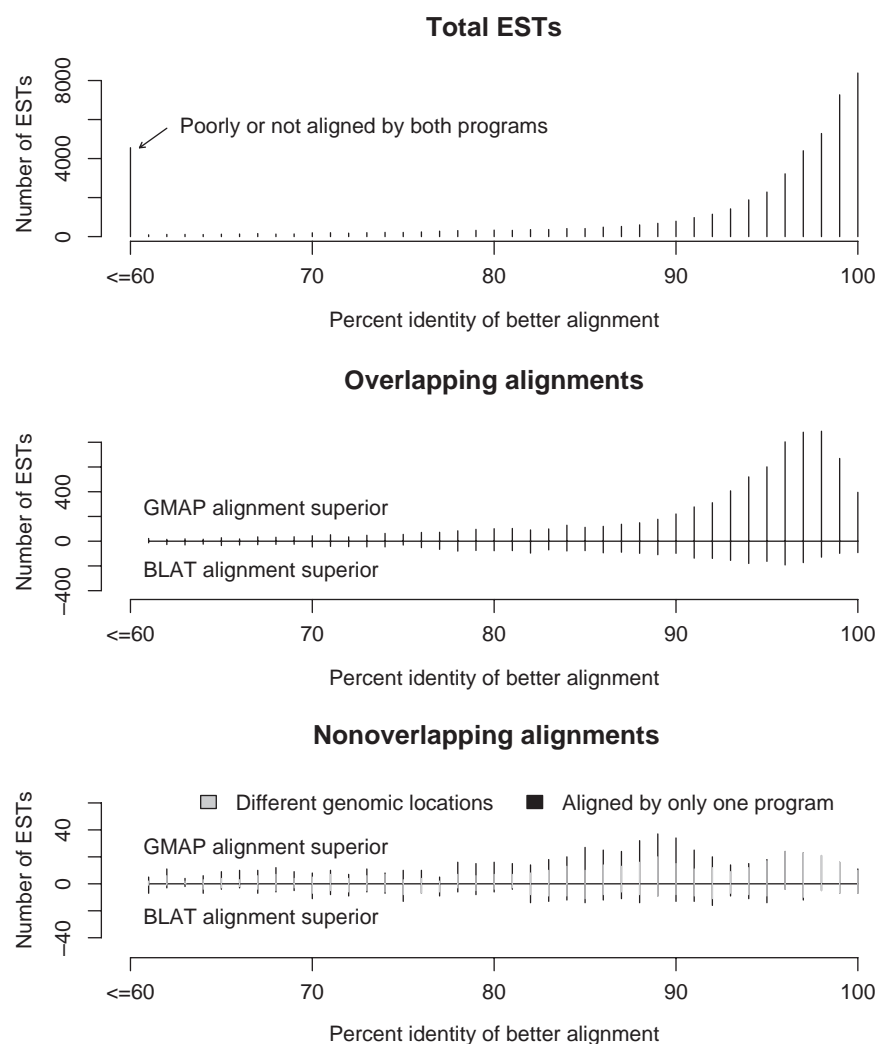 Total ESTs
Number of ESTs
8000
4000
0
Poorly or not aligned by both programs
<=60 70 80 90 100
Percent identity of better alignment
Overlapping alignments
Number of ESTs
400
0
−400
GMAP alignment superior
BLAT alignment superior
<=60 70 80 90 100
Percent identity of better alignment
Nonoverlapping alignments
Number of ESTs
40
0
−40
Different genomic locations Aligned by only one program
GMAP alignment superior
BLAT alignment superior
<=60 70 80 90 100
Percent identity of better alignment